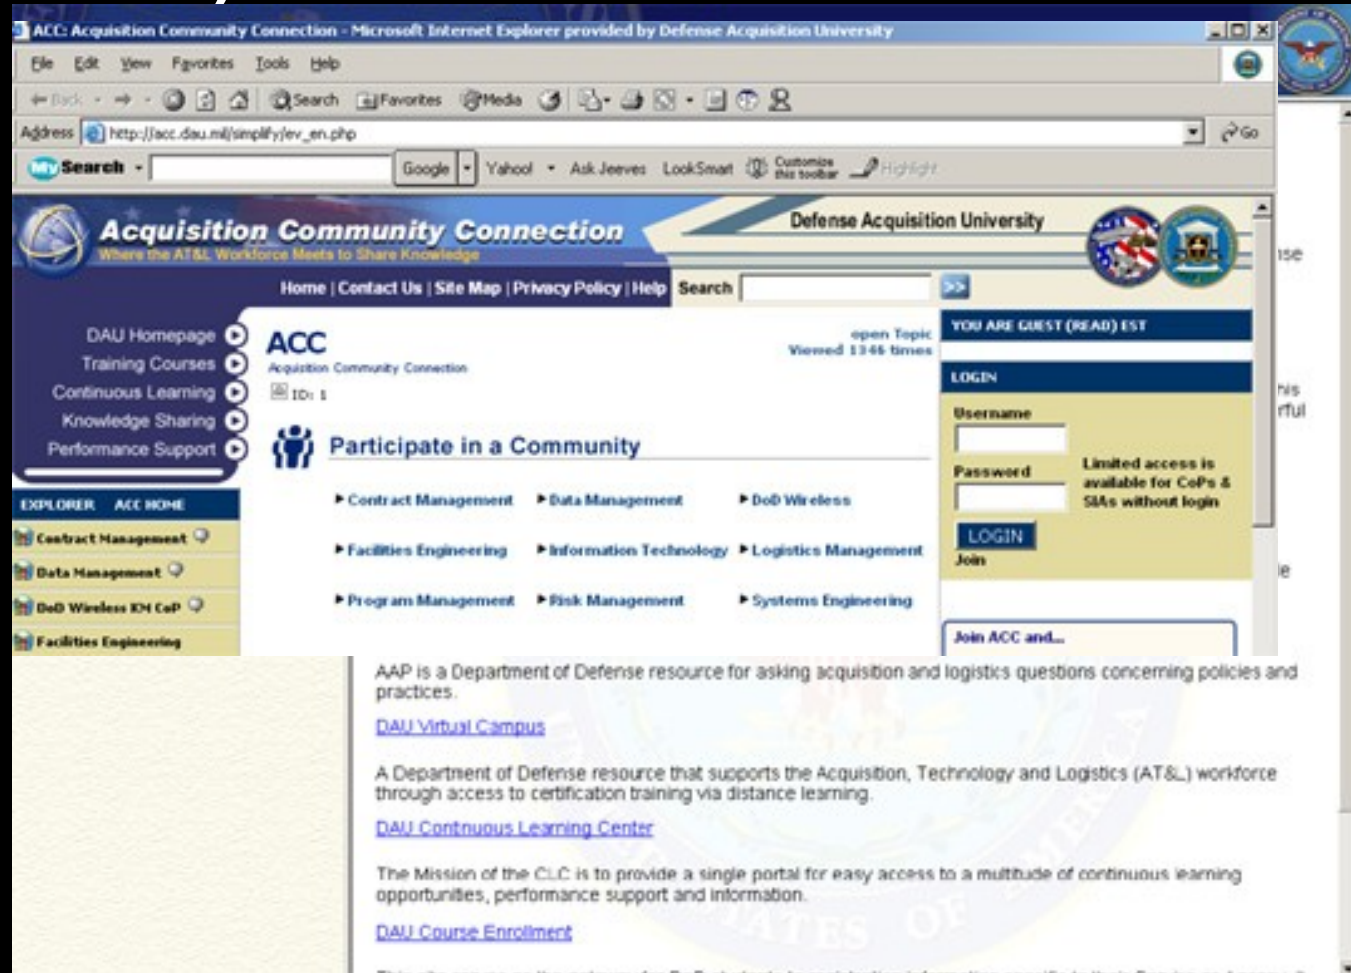 ACC: Acquisition Community Connection - Microsoft Internet Explorer provided by Defense Acquisition University
File Edit View Favorites Tools Help
Back Search Favorites Media
Address http://acc.dau.mil/simplify/ev_en.php Go
My Search Google Yahoo! Ask Jeeves LookSmart Customize this toolbar Highlight
Acquisition Community Connection
Where the AT&L Workforce Meets to Share Knowledge
Defense Acquisition University
Home | Contact Us | Site Map | Privacy Policy | Help Search >>
DAU Homepage
Training Courses
Continuous Learning
Knowledge Sharing
Performance Support
EXPLORER ACC HOME
Contract Management
Data Management
DoD Wireless KM CoP
Facilities Engineering
ACC
Acquisition Community Connection
ID: 1
open Topic
Viewed 1346 times
Participate in a Community
Contract Management Data Management DoD Wireless
Facilities Engineering Information Technology Logistics Management
Program Management Risk Management Systems Engineering
YOU ARE GUEST (READ) EST
LOGIN
Username
Password
Limited access is
available for CoPs &
SIAs without login
LOGIN
Join
Join ACC and...
AAP is a Department of Defense resource for asking acquisition and logistics questions concerning policies and
practices.
DAU Virtual Campus
A Department of Defense resource that supports the Acquisition, Technology and Logistics (AT&L) workforce
through access to certification training via distance learning.
DAU Continuous Learning Center
The Mission of the CLC is to provide a single portal for easy access to a multitude of continuous learning
opportunities, performance support and information.
DAU Course Enrollment